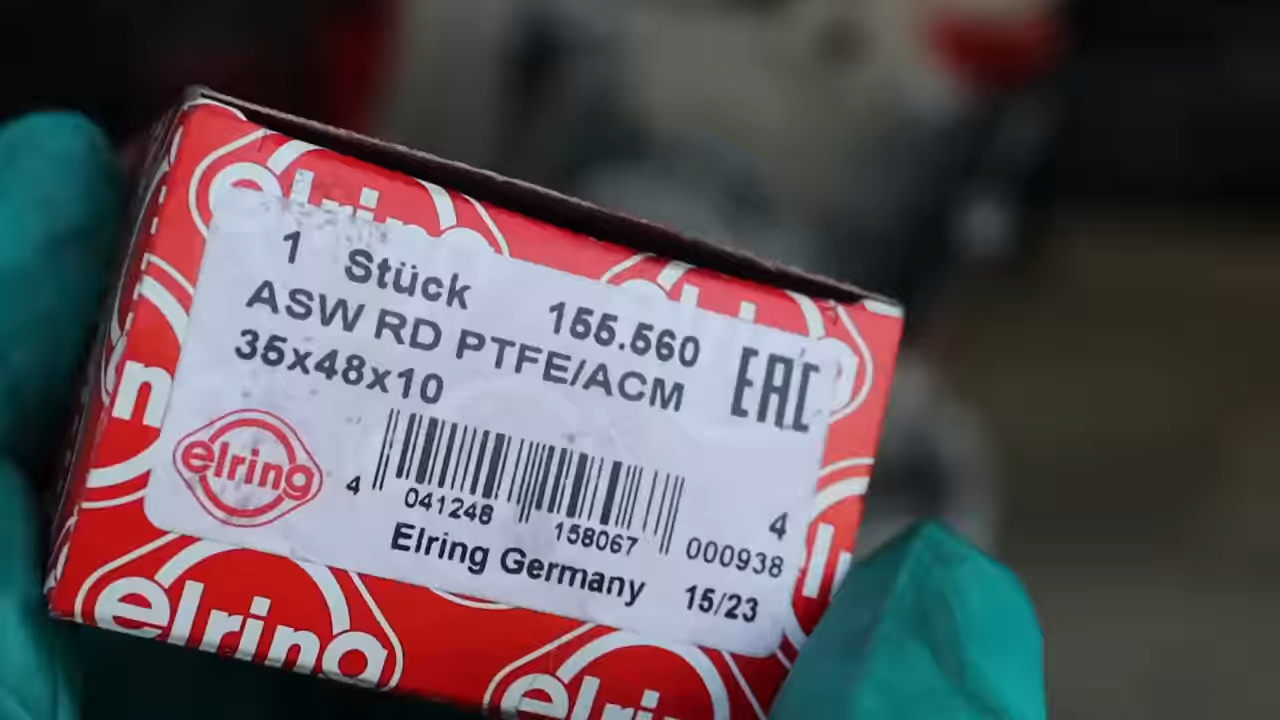 elring
1 Stück 155.560
ASW RD PTFE/ACM
35x48x10
EAC
elring
4 041248 158067
4
000938
Elring Germany 15/23
elring
elring